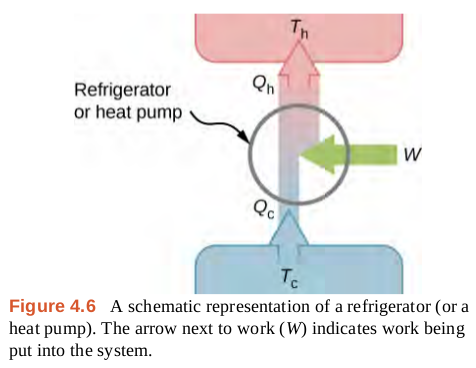 Th
Qh
Refrigerator
or heat pump
W
Qc
Tc
Figure 4.6 A schematic representation of a refrigerator (or a
heat pump). The arrow next to work (W) indicates work being
put into the system.